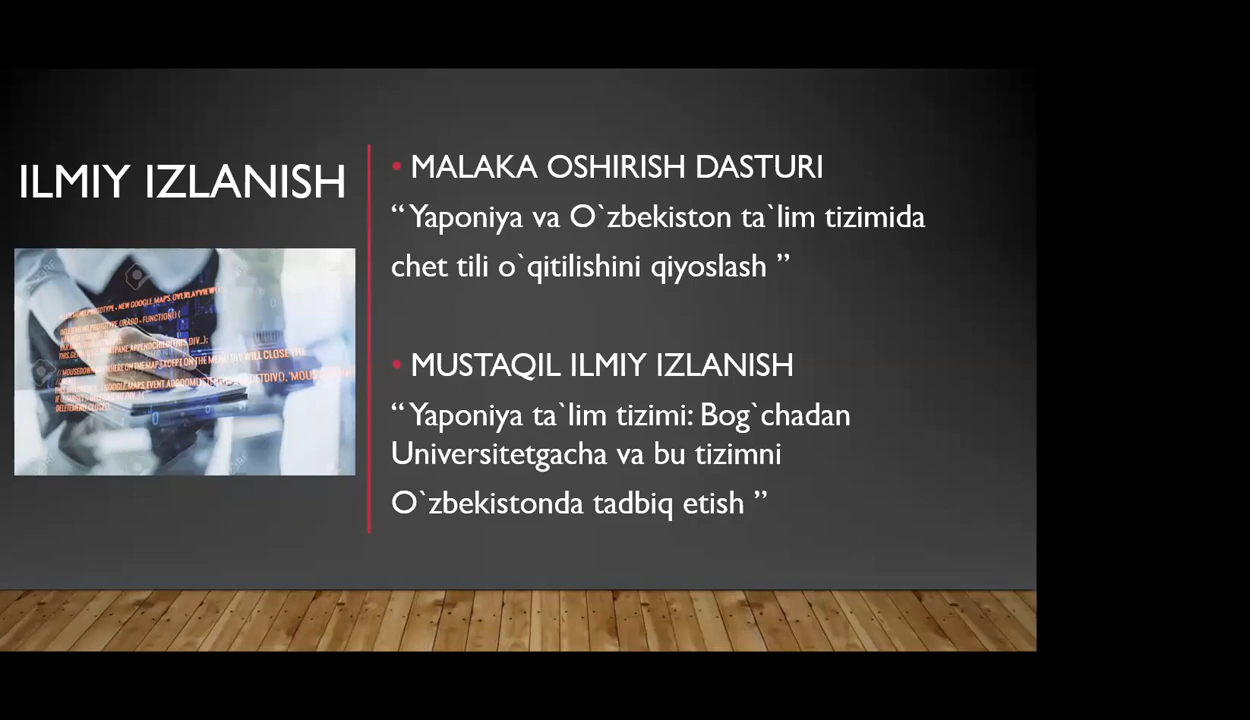 ILMIY IZLANISH
• MALAKA OSHIRISH DASTURI
“ Yaponiya va O`zbekiston ta`lim tizimida
chet tili o`qitilishini qiyoslash ”
• MUSTAQIL ILMIY IZLANISH
“ Yaponiya ta`lim tizimi: Bog`chadan
Universitetgacha va bu tizimni
O`zbekistonda tadbiq etish ”